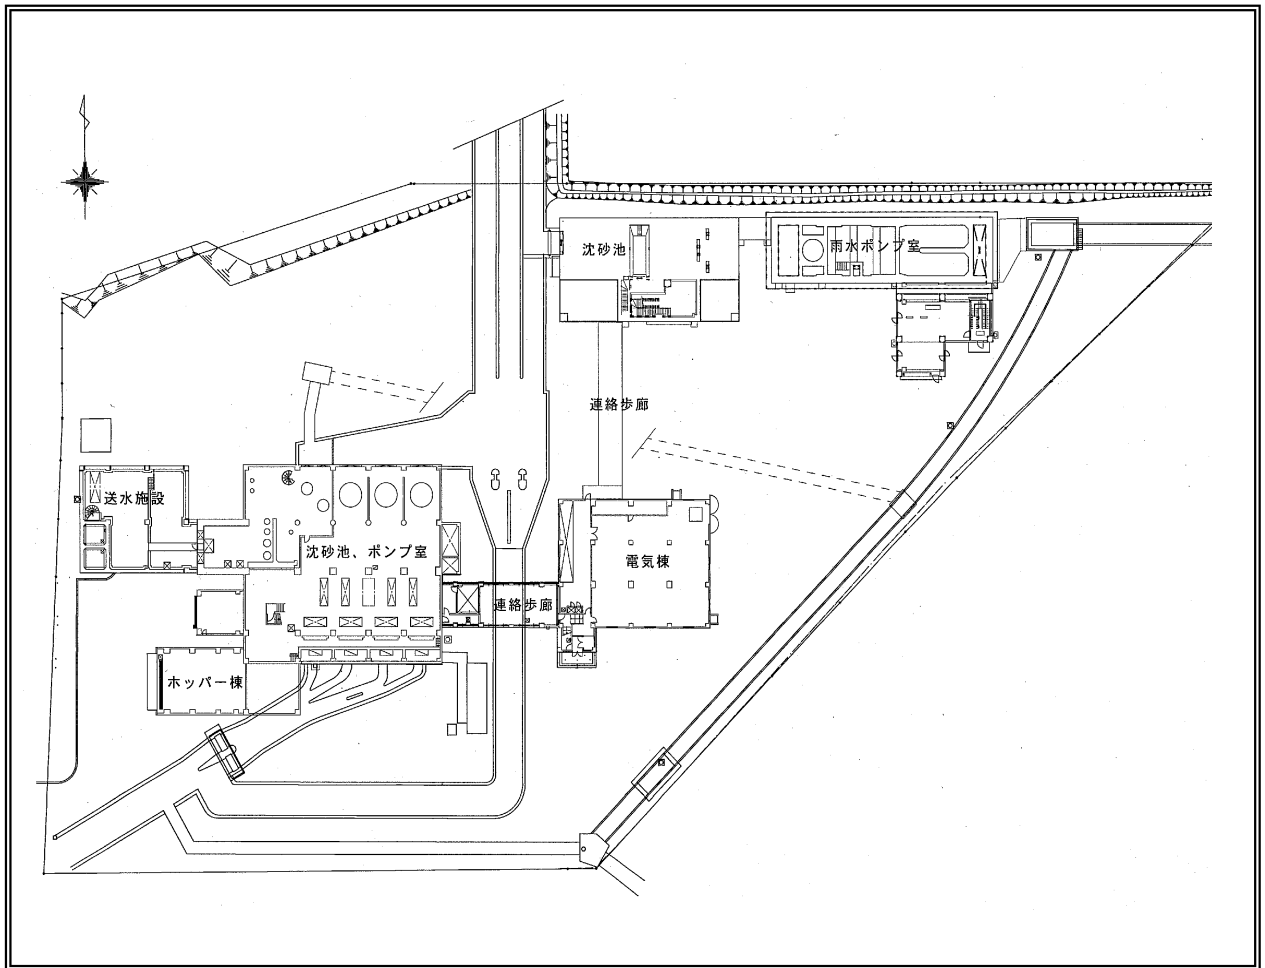 沈砂池
雨水ポンプ室
連絡歩廊
送水施設
沈砂池、ポンプ室
電気棟
連絡歩廊
ホッパー棟